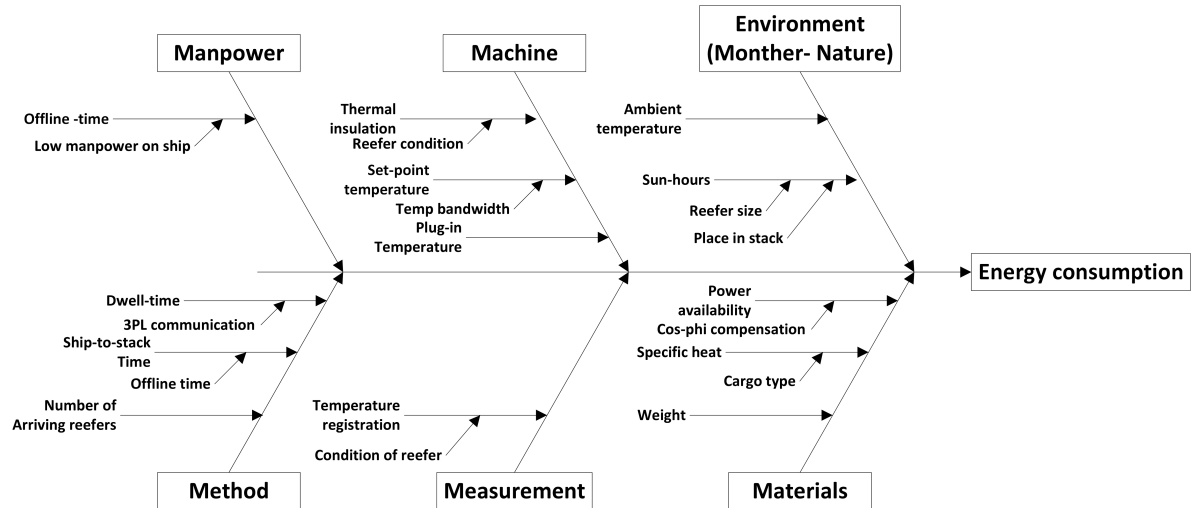 Manpower
Machine
Environment
(Monther- Nature)
Offline -time
Low manpower on ship
Thermal
insulation
Reefer condition
Set-point
temperature
Temp bandwidth
Plug-in
Temperature
Ambient
temperature
Sun-hours
Reefer size
Place in stack
Energy consumption
Dwell-time
3PL communication
Ship-to-stack
Time
Offline time
Number of
Arriving reefers
Temperature
registration
Condition of reefer
Power
availability
Cos-phi compensation
Specific heat
Cargo type
Weight
Method
Measurement
Materials